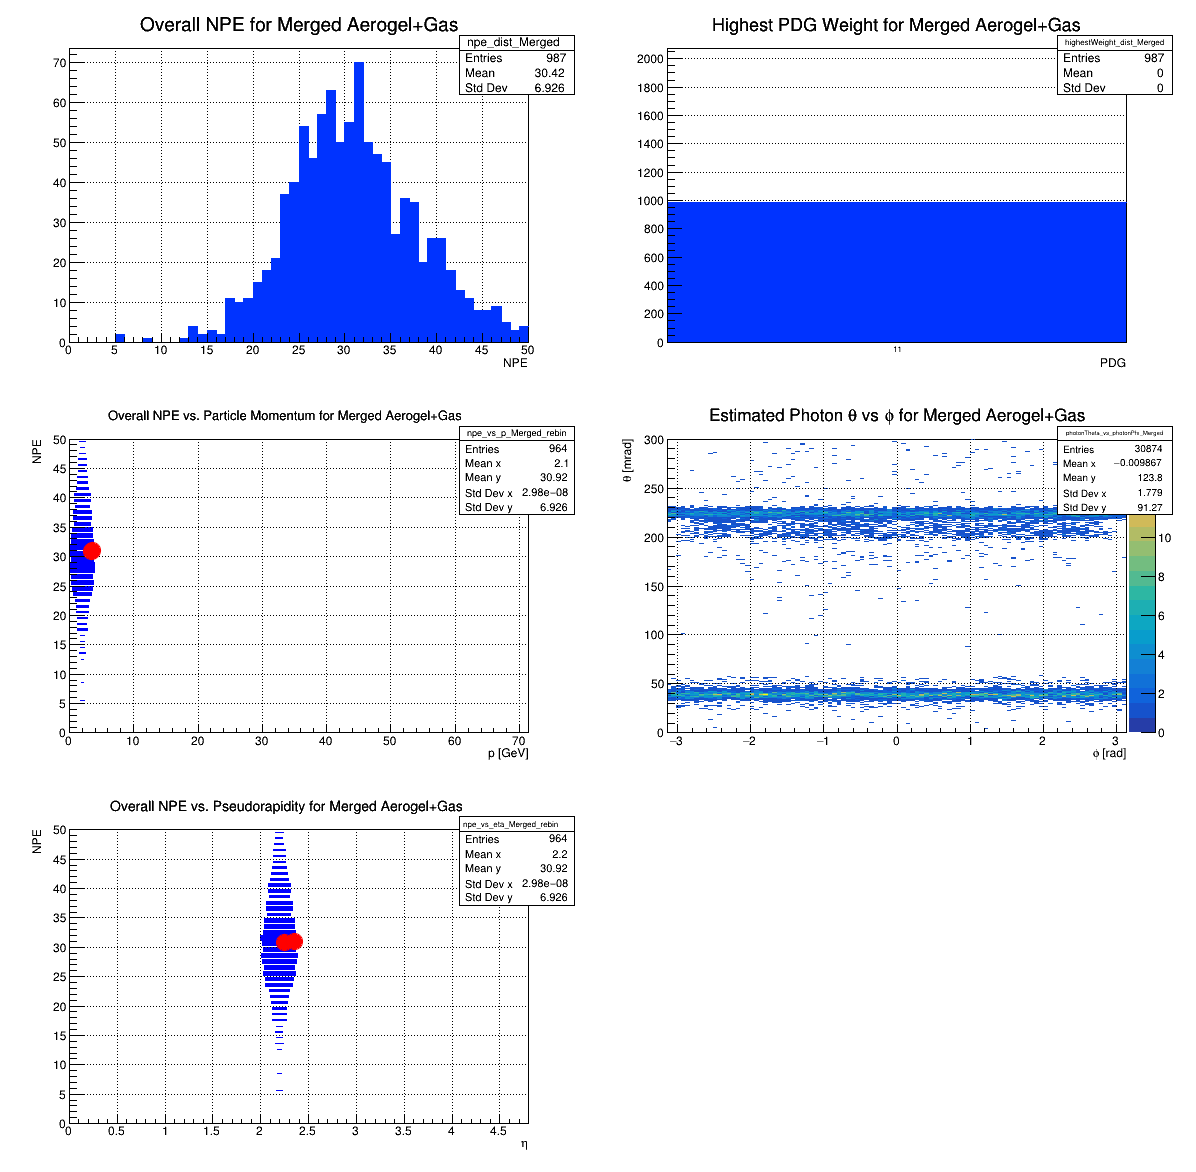 Overall NPE for Merged Aerogel+Gas
npe_dist_Merged
Entries 987
Mean 30.42
Std Dev 6.926
70
60
50
40
30
20
10
0
0 5 10 15 20 25 30 35 40 45 50
NPE
Highest PDG Weight for Merged Aerogel+Gas
highestWeight_dist_Merged
Entries 987
Mean 0
Std Dev 0
2000
1800
1600
1400
1200
1000
800
600
400
200
0
11
PDG
Overall NPE vs. Particle Momentum for Merged Aerogel+Gas
NPE
npe_vs_p_Merged_rebin
Entries 964
Mean x 2.1
Mean y 30.92
Std Dev x 2.98e−08
Std Dev y 6.926
50
45
40
35
30
25
20
15
10
5
0
0 10 20 30 40 50 60 70
p [GeV]
Estimated Photon θ vs ϕ for Merged Aerogel+Gas
θ [mrad]
photonTheta_vs_photonPhi_Merged
Entries 30874
Mean x −0.009867
Mean y 123.8
Std Dev x 1.779
Std Dev y 91.27
300
250
200
150
100
50
0
−3 −2 −1 0 1 2 3
ϕ [rad]
10
8
6
4
2
0
Overall NPE vs. Pseudorapidity for Merged Aerogel+Gas
NPE
npe_vs_eta_Merged_rebin
Entries 964
Mean x 2.2
Mean y 30.92
Std Dev x 2.98e−08
Std Dev y 6.926
50
45
40
35
30
25
20
15
10
5
0
0 0.5 1 1.5 2 2.5 3 3.5 4 4.5
η